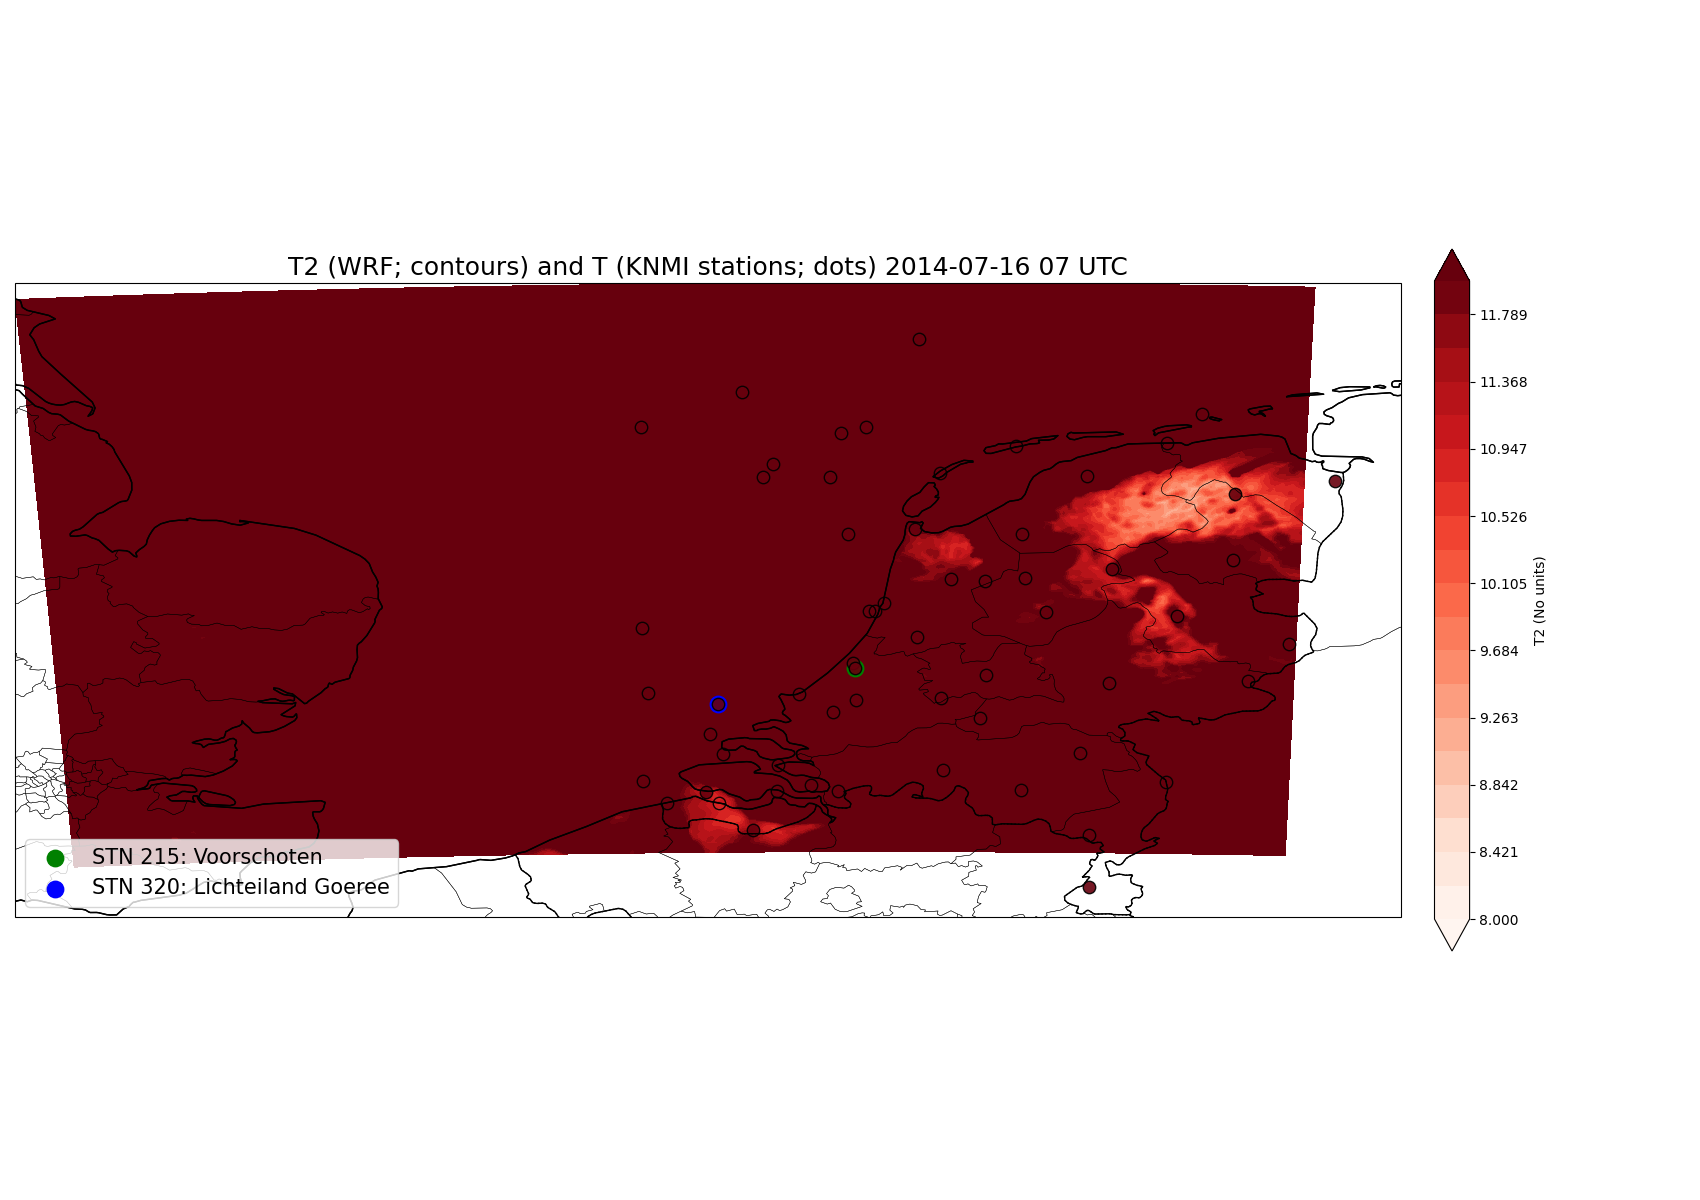 T2 (WRF; contours) and T (KNMI stations; dots) 2014-07-16 07 UTC
11.789
11.368
10.947
10.526
10.105
9.684
9.263
8.842
8.421
8.000
T2 (No units)
STN 215: Voorschoten
STN 320: Lichteiland Goeree